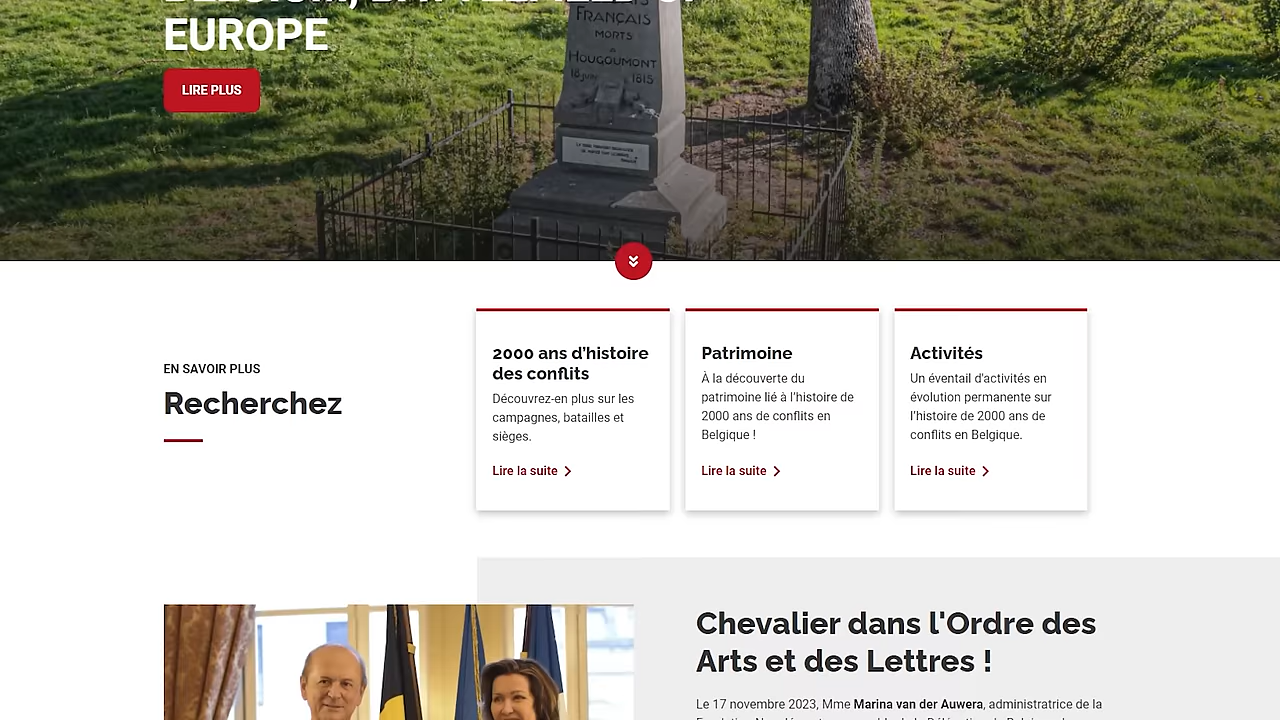 EUROPE
LIRE PLUS
FRANÇAIS
MORTS
À
HOUGOUMONT
18 juin 1815
EN SAVOIR PLUS
Recherchez
2000 ans d’histoire
des conflits
Découvrez-en plus sur les
campagnes, batailles et
sièges.
Lire la suite
Patrimoine
À la découverte du
patrimoine lié à l'histoire de
2000 ans de conflits en
Belgique !
Lire la suite
Activités
Un éventail d'activités en
évolution permanente sur
l'histoire de 2000 ans de
conflits en Belgique.
Lire la suite
Chevalier dans l'Ordre des
Arts et des Lettres !
Le 17 novembre 2023, Mme Marina van der Auwera, administratrice de la